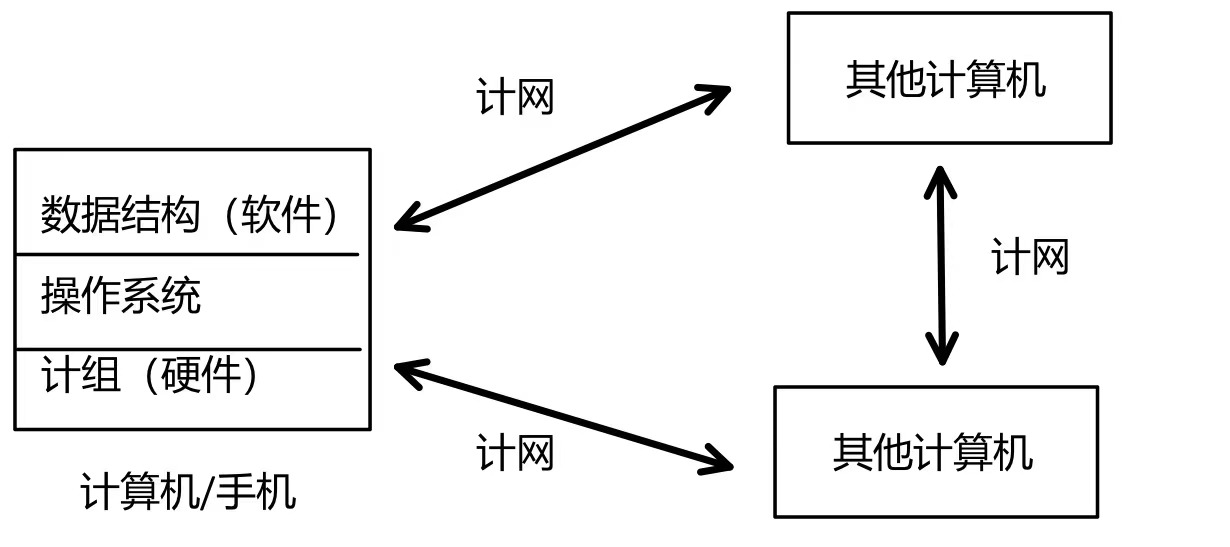 计网
其他计算机
数据结构（软件）
操作系统
计组（硬件）
计网
计网
其他计算机
计算机/手机